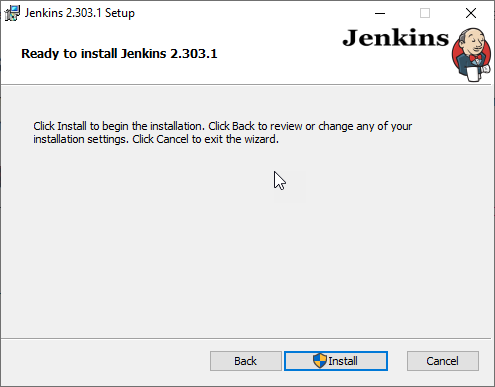 Jenkins 2.303.1 Setup
Jenkins
Ready to install Jenkins 2.303.1
Click Install to begin the installation. Click Back to review or change any of your
installation settings. Click Cancel to exit the wizard.
Back
Install
Cancel